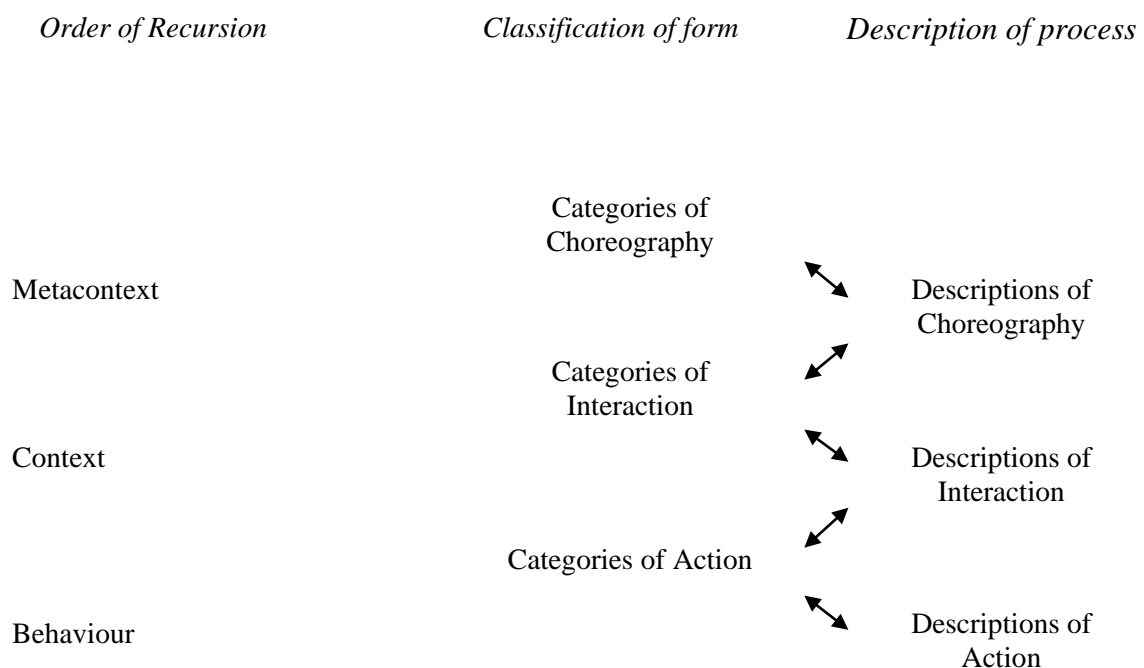 Order of Recursion Classification of form Description of process
Categories of
Choreography
Metacontext Descriptions of
Choreography
Categories of
Interaction
Context Descriptions of
Interaction
Categories of Action
Behaviour Descriptions of
Action